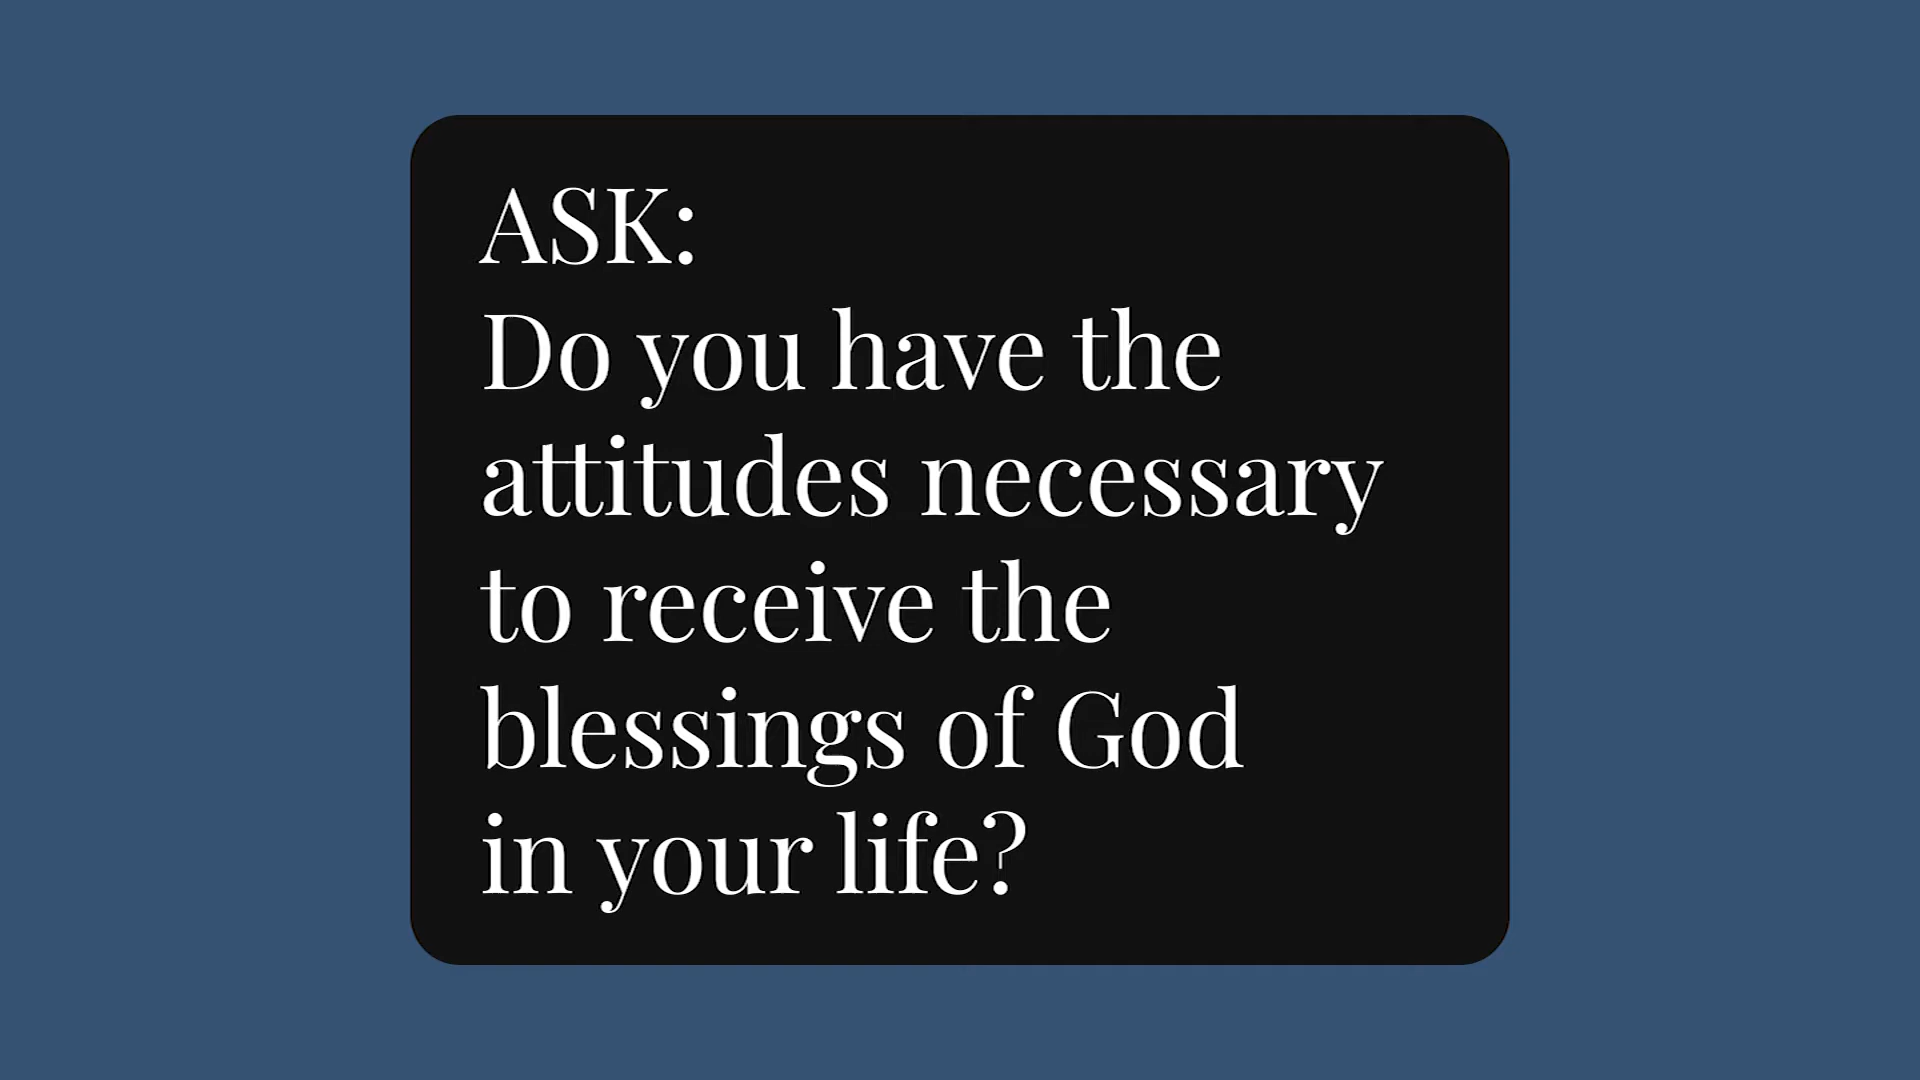 ASK:
Do you have the
attitudes necessary
to receive the
blessings of God
in your life?